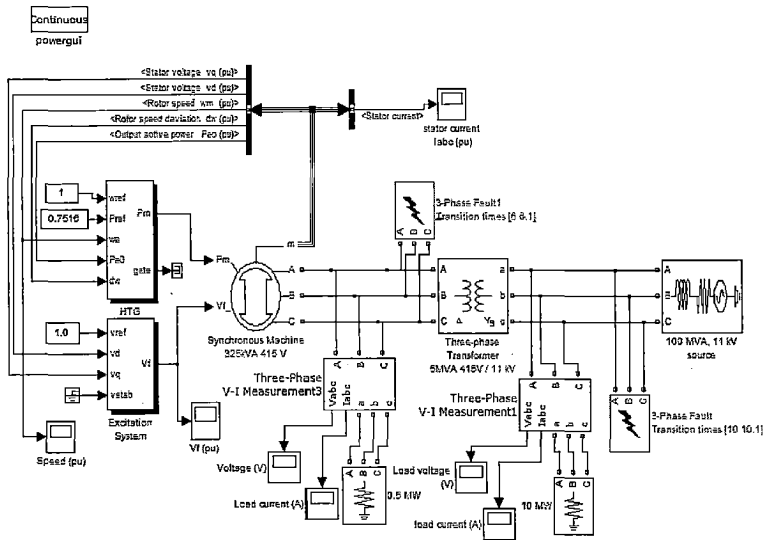 Continuous
powergui
<Stator voltage vq (pu)>
<Stator voltage vd (pu)>
<Rotor speed wm (pu)>
<Rotor speed deviation dw (pu)>
<Output active power Peo (pu)>
<Stator current>
stator current
Iabc (pu)
1
0.7516
wref
Pref
we
Pe0
dw
Pm
gate
HTG
1.0
vref
vd
vq
vstab
Vf
Excitation
System
Speed (pu)
Vf (pu)
Pm
Vf_
m
A
B
C
Synchronous Machine
325kVA 415 V
3-Phase Fault1
Transition times [6 6.1]
A B C
A
B
C
a
b
c
Yg
Three-phase
Transformer
5MVA 415V / 11 kV
A
B
C
100 MVA, 11 kV
source
Three-Phase
V-I Measurement3
A B C
Vabc
Iabc
a
b
c
Voltage (V)
Load current (A)
A B C
0.5 MW
Three-Phase
V-I Measurement1
A B C
Vabc
Iabc
a
b
c
Load voltage
(V)
load current (A)
A B C
10 MW
A B C
3-Phase Fault
Transition times [10 10.1]